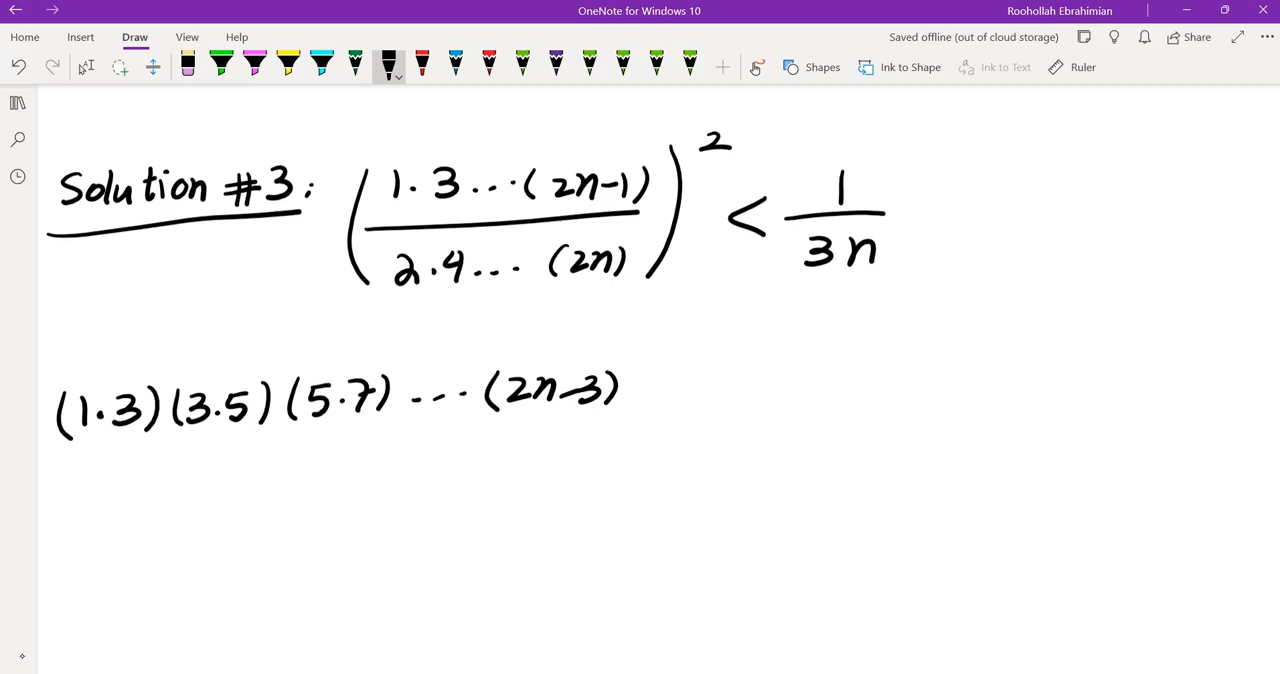 OneNote for Windows 10
Roohollah Ebrahimian
Home Insert Draw View Help
Saved offline (out of cloud storage) Share
Shapes Ink to Shape Ink to Text Ruler
Solution #3: (1.3...(2n-1) / 2.4... (2n))² < 1 / 3n
(1.3)(3.5)(5.7) ... (2n-3)